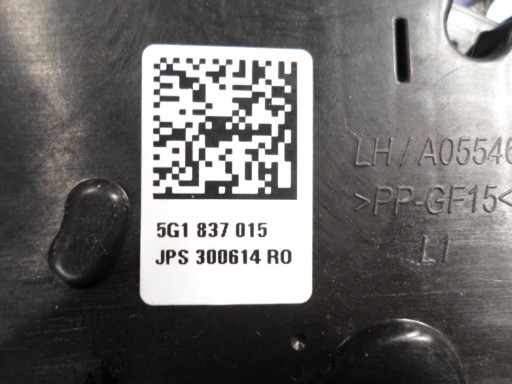 5G1 837 015
JPS 300614 RO
LH / A05546
>PP-GF15<
L1